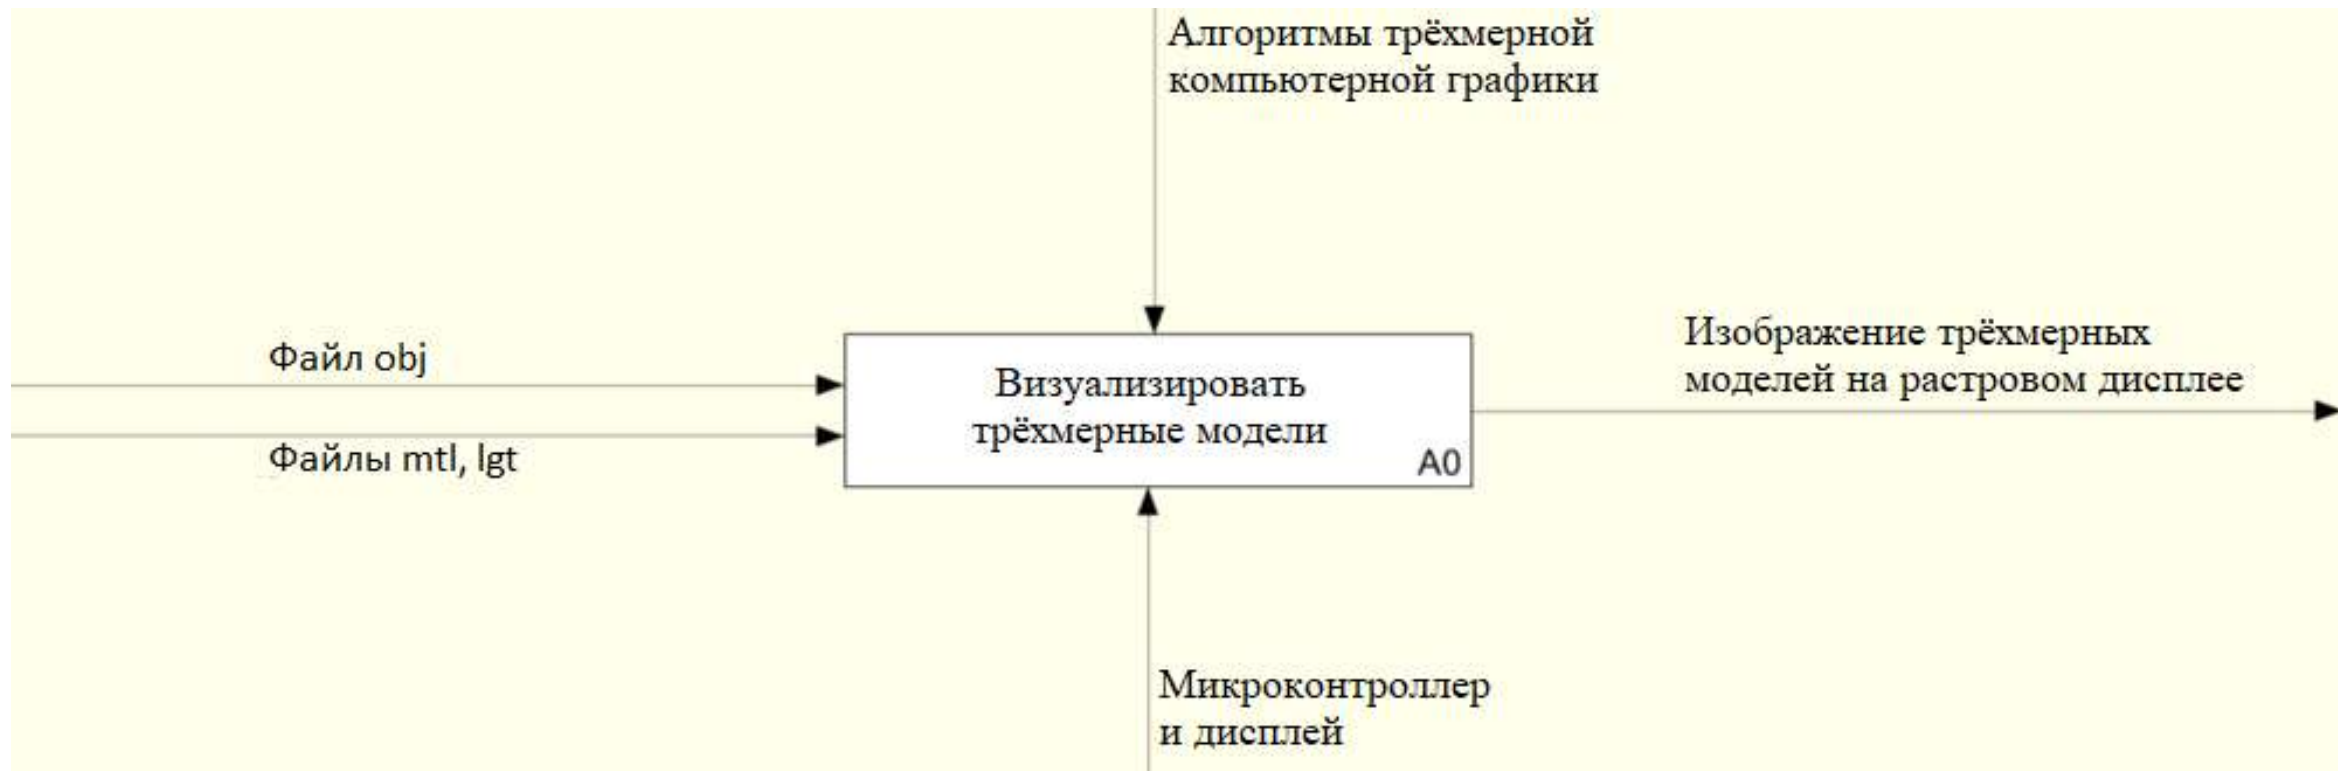 Алгоритмы трёхмерной
компьютерной графики
Файл obj
Файлы mtl, lgt
Визуализировать
трёхмерные модели
A0
Изображение трёхмерных
моделей на растровом дисплее
Микроконтроллер
и дисплей